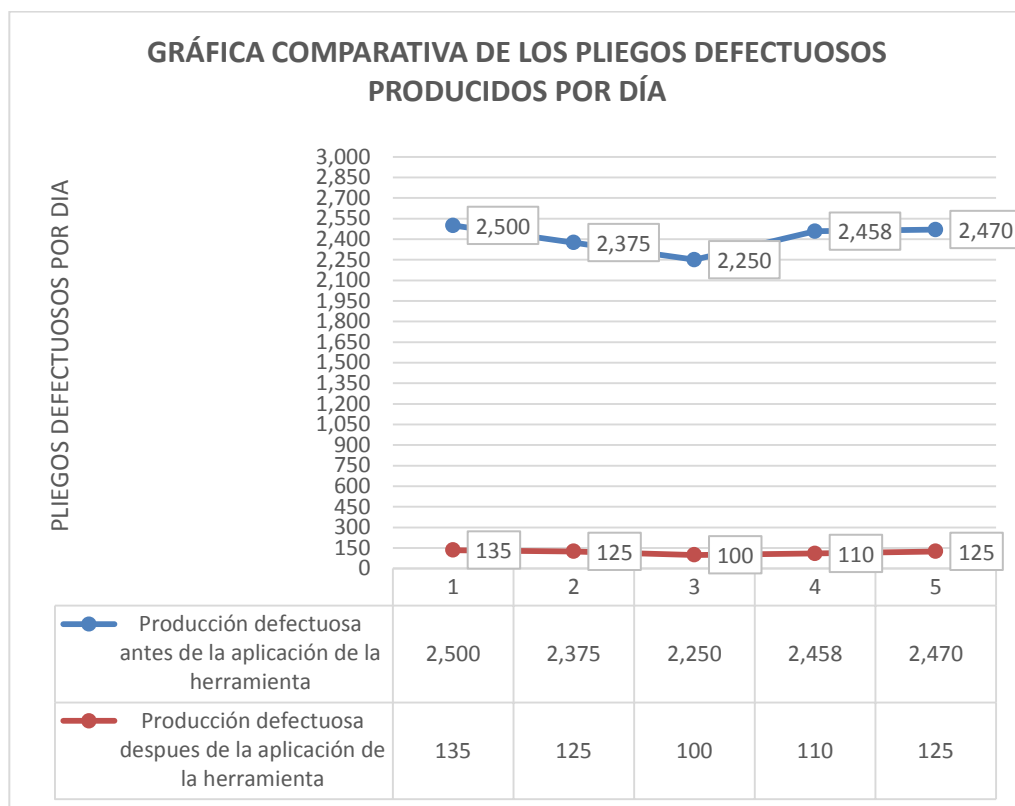 GRÁFICA COMPARATIVA DE LOS PLIEGOS DEFECTUOSOS
PRODUCIDOS POR DÍA
PLIEGOS DEFECTUOSOS POR DIA
3,000
2,850
2,700
2,550
2,400
2,250
2,100
1,950
1,800
1,650
1,500
1,350
1,200
1,050
900
750
600
450
300
150
0
2,500
2,375
2,250
2,458
2,470
135
125
100
110
125
1 2 3 4 5
Producción defectuosa
antes de la aplicación de la
herramienta
2,500 2,375 2,250 2,458 2,470
Producción defectuosa
despues de la aplicación de
la herramienta
135 125 100 110 125